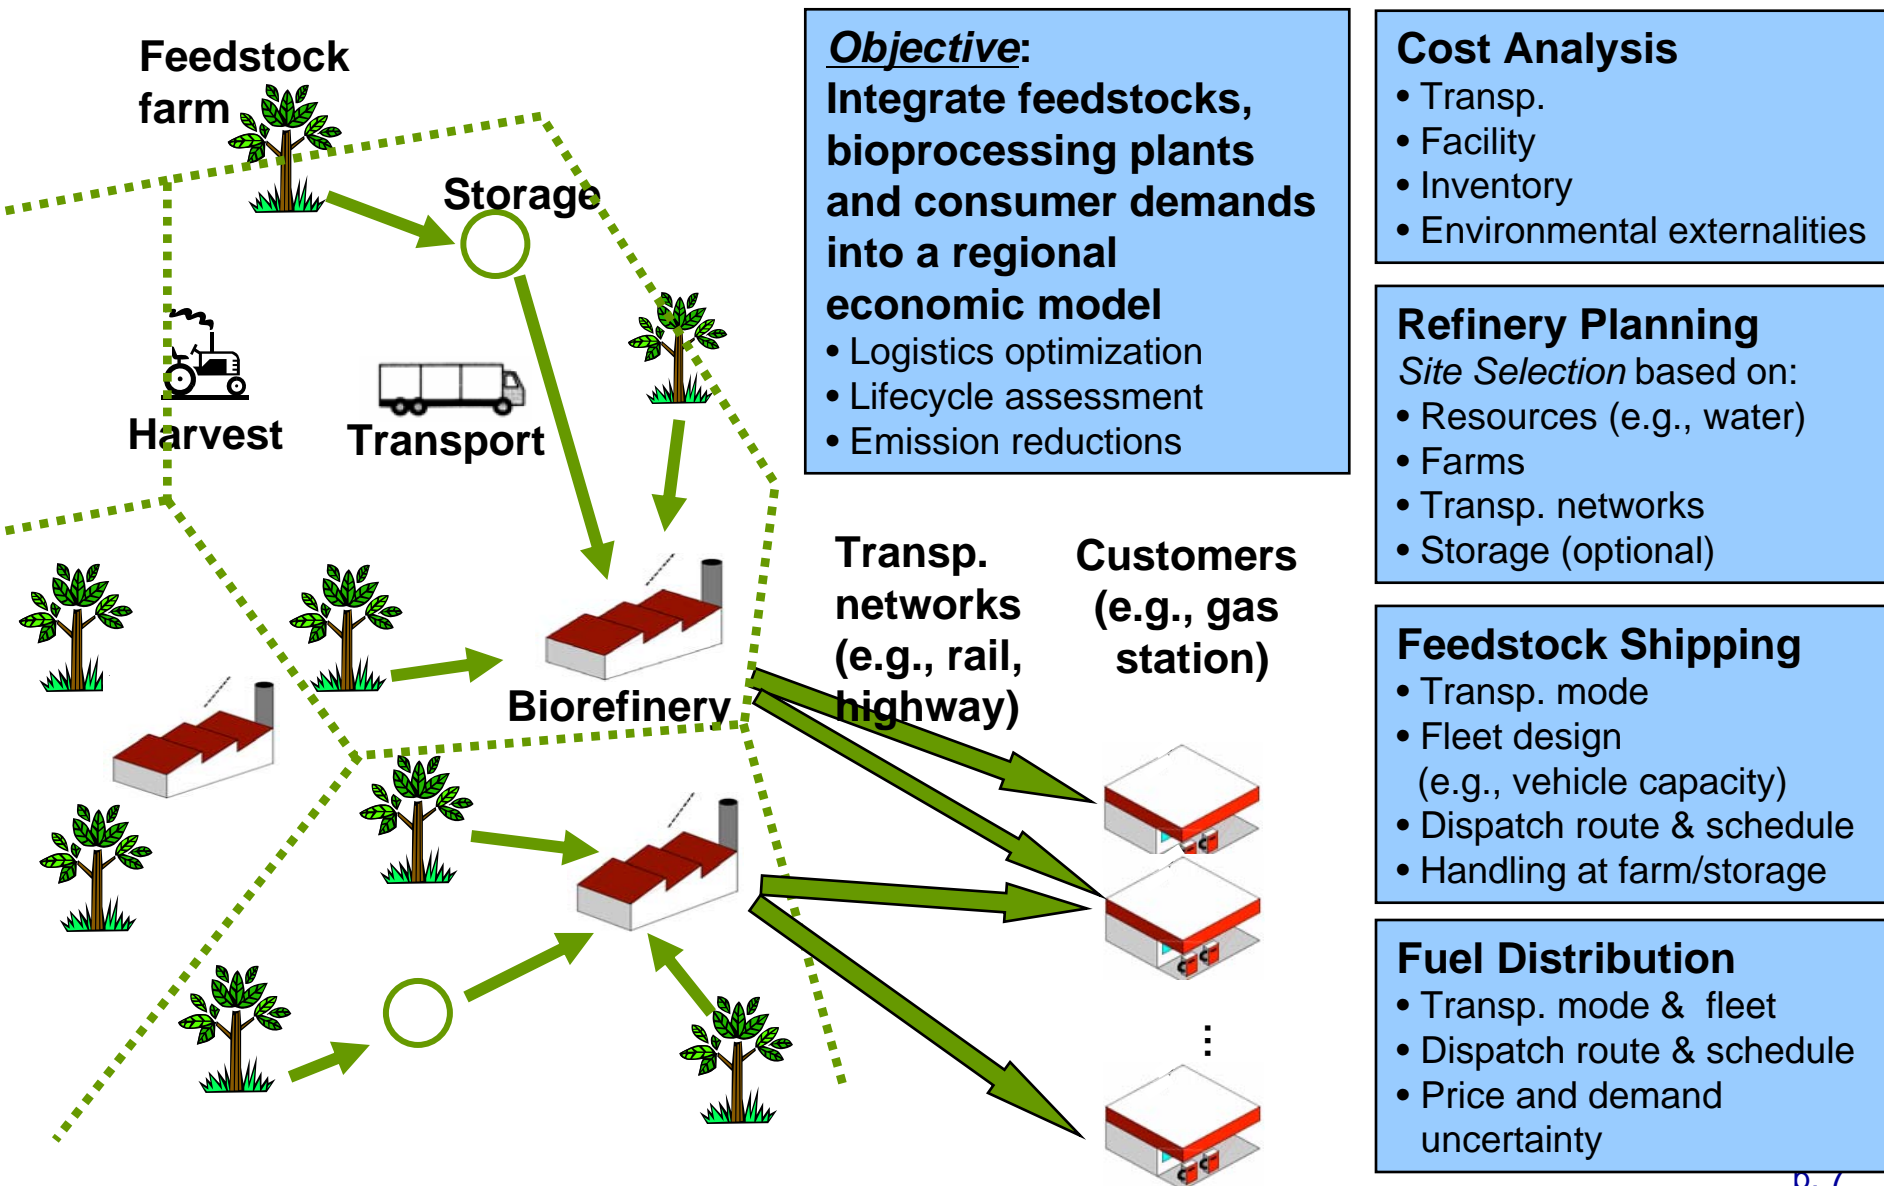 Feedstock
farm
Storage
Harvest
Transport
Biorefinery
Objective:
Integrate feedstocks,
bioprocessing plants
and consumer demands
into a regional
economic model
• Logistics optimization
• Lifecycle assessment
• Emission reductions
Transp.
networks
(e.g., rail,
highway)
Customers
(e.g., gas
station)
⋮
Cost Analysis
• Transp.
• Facility
• Inventory
• Environmental externalities
Refinery Planning
Site Selection based on:
• Resources (e.g., water)
• Farms
• Transp. networks
• Storage (optional)
Feedstock Shipping
• Transp. mode
• Fleet design
(e.g., vehicle capacity)
• Dispatch route & schedule
• Handling at farm/storage
Fuel Distribution
• Transp. mode & fleet
• Dispatch route & schedule
• Price and demand
uncertainty
p. 7